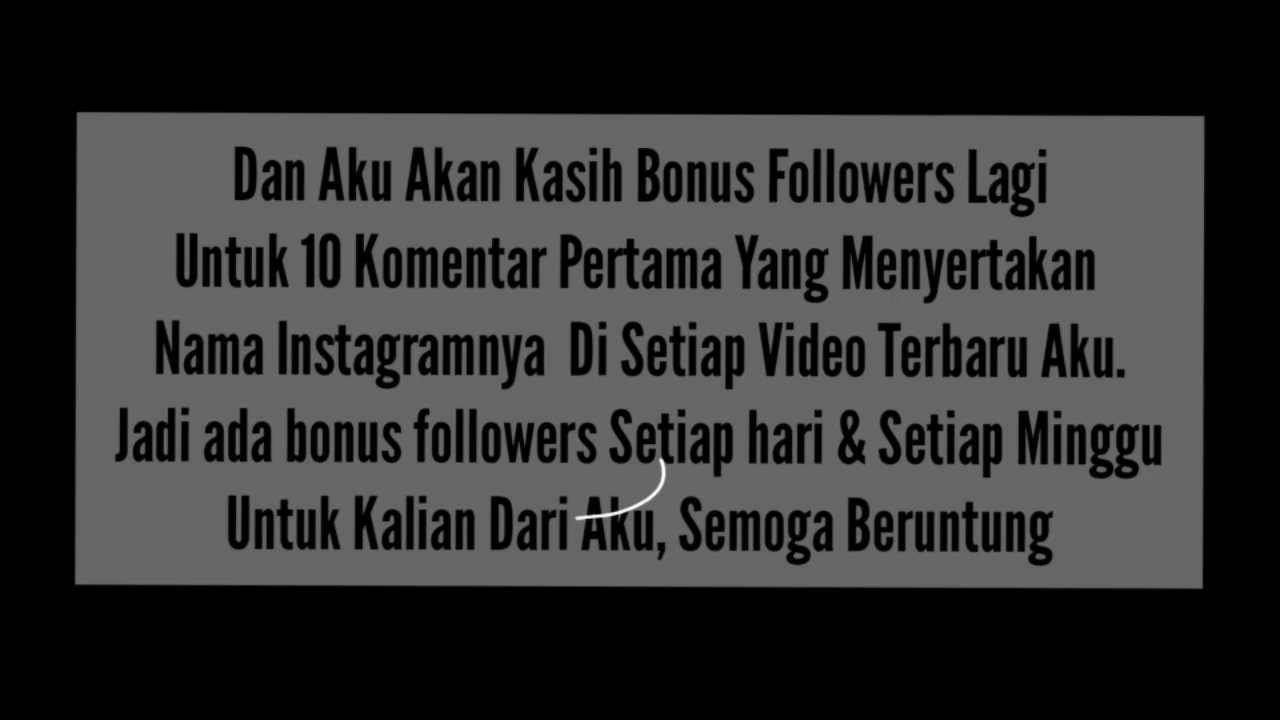 Dan Aku Akan Kasih Bonus Followers Lagi
Untuk 10 Komentar Pertama Yang Menyertakan
Nama Instagramnya Di Setiap Video Terbaru Aku.
Jadi ada bonus followers Setiap hari & Setiap Minggu
Untuk Kalian Dari Aku, Semoga Beruntung